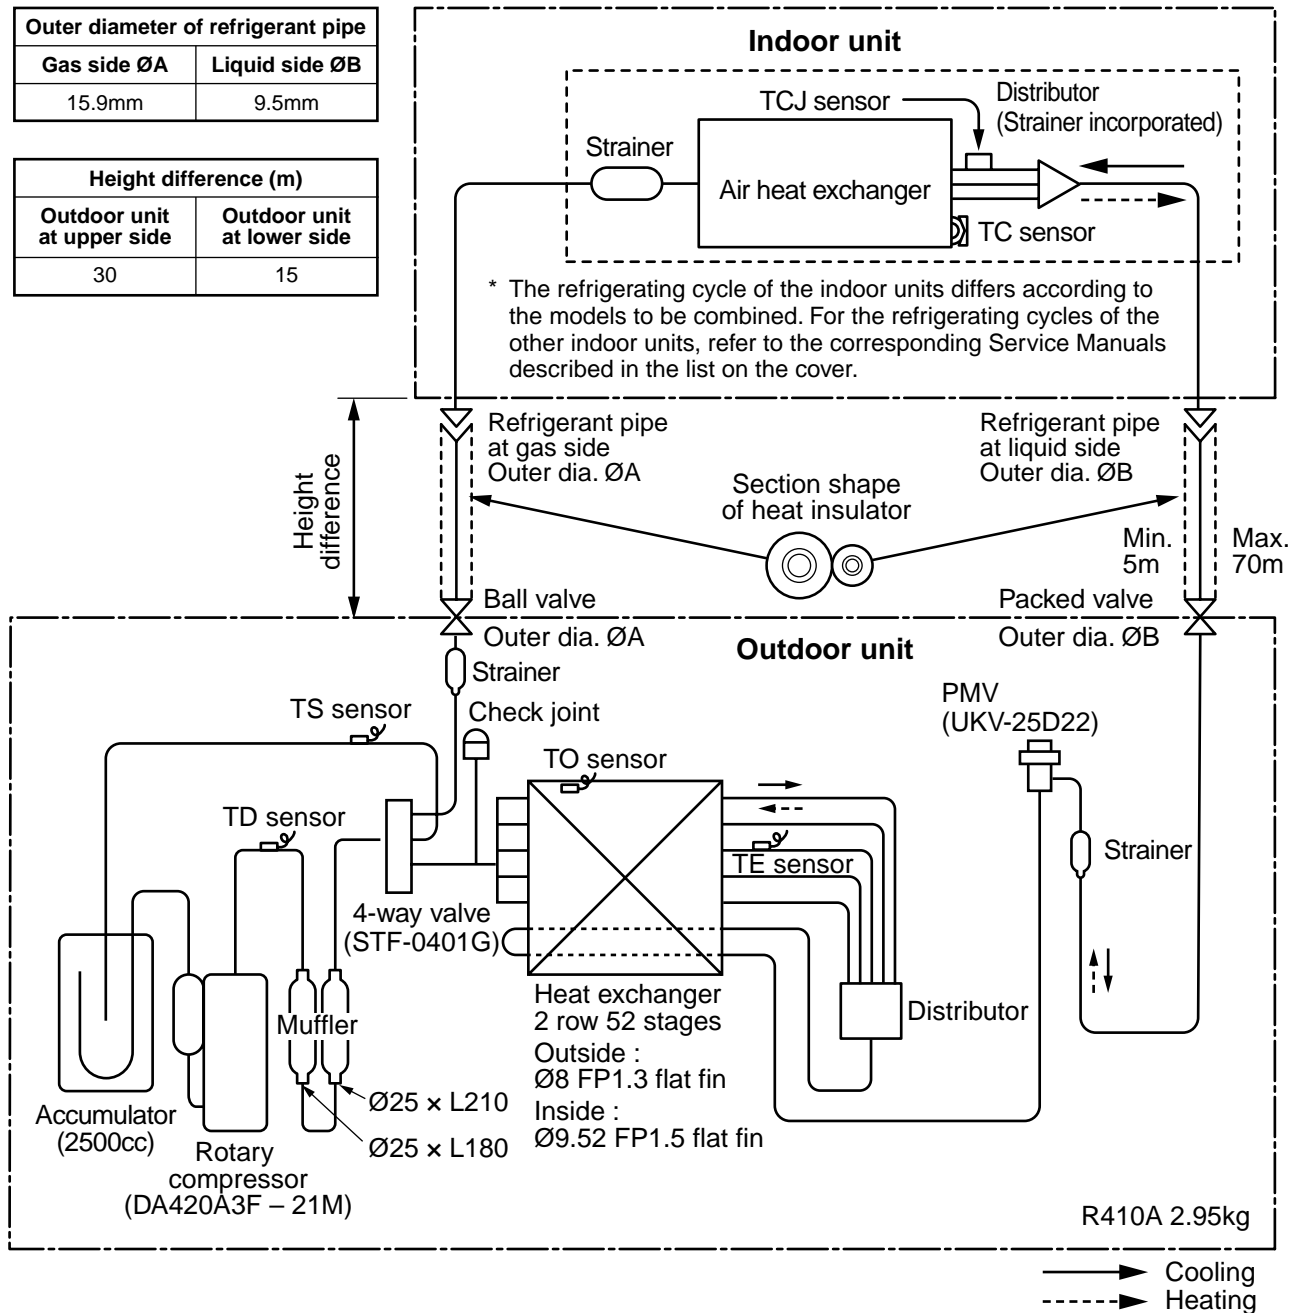 Outer diameter of refrigerant pipe
Gas side ØA
Liquid side ØB
15.9mm
9.5mm
Height difference (m)
Outdoor unit
at upper side
Outdoor unit
at lower side
30
15
Indoor unit
TCJ sensor
Distributor
(Strainer incorporated)
Strainer
Air heat exchanger
TC sensor
* The refrigerating cycle of the indoor units differs according to
the models to be combined. For the refrigerating cycles of the
other indoor units, refer to the corresponding Service Manuals
described in the list on the cover.
Height
difference
Refrigerant pipe
at gas side
Outer dia. ØA
Refrigerant pipe
at liquid side
Outer dia. ØB
Section shape
of heat insulator
Min.
5m
Max.
70m
Ball valve
Outer dia. ØA
Packed valve
Outer dia. ØB
Outdoor unit
Strainer
TS sensor
Check joint
PMV
(UKV-25D22)
TO sensor
TD sensor
TE sensor
Strainer
4-way valve
(STF-0401G)
Heat exchanger
2 row 52 stages
Outside :
Ø8 FP1.3 flat fin
Inside :
Ø9.52 FP1.5 flat fin
Distributor
Muffler
Ø25 × L210
Ø25 × L180
Accumulator
(2500cc)
Rotary
compressor
(DA420A3F – 21M)
R410A 2.95kg
Cooling
Heating